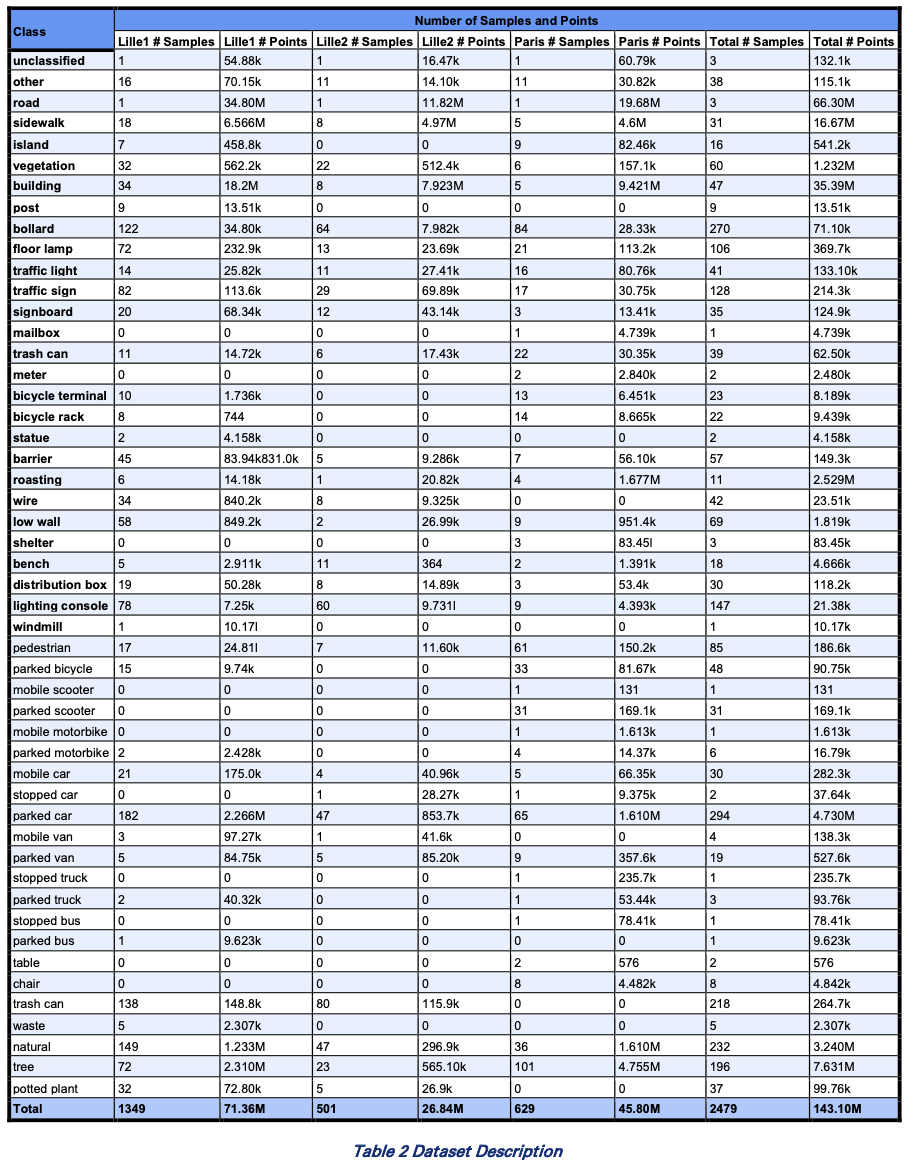 Class Number of Samples and Points
Lille1 # Samples Lille1 # Points Lille2 # Samples Lille2 # Points Paris # Samples Paris # Points Total # Samples Total # Points
unclassified 1 54.88k 1 16.47k 1 60.79k 3 132.1k
other 16 70.15k 11 14.10k 11 30.82k 38 115.1k
road 1 34.80M 1 11.82M 1 19.68M 3 66.30M
sidewalk 18 6.566M 8 4.97M 5 4.6M 31 16.67M
island 7 458.8k 0 0 9 82.46k 16 541.2k
vegetation 32 562.2k 22 512.4k 6 157.1k 60 1.232M
building 34 18.2M 8 7.923M 5 9.421M 47 35.39M
post 9 13.51k 0 0 0 0 9 13.51k
bollard 122 34.80k 64 7.982k 84 28.33k 270 71.10k
floor lamp 72 232.9k 13 23.69k 21 113.2k 106 369.7k
traffic light 14 25.82k 11 27.41k 16 80.76k 41 133.10k
traffic sign 82 113.6k 29 69.89k 17 30.75k 128 214.3k
signboard 20 68.34k 12 43.14k 3 13.41k 35 124.9k
mailbox 0 0 0 0 1 4.739k 1 4.739k
trash can 11 14.72k 6 17.43k 22 30.35k 39 62.50k
meter 0 0 0 0 2 2.840k 2 2.480k
bicycle terminal 10 1.736k 0 0 13 6.451k 23 8.189k
bicycle rack 8 744 0 0 14 8.665k 22 9.439k
statue 2 4.158k 0 0 0 0 2 4.158k
barrier 45 83.94k831.0k 5 9.286k 7 56.10k 57 149.3k
roasting 6 14.18k 1 20.82k 4 1.677M 11 2.529M
wire 34 840.2k 8 9.325k 0 0 42 23.51k
low wall 58 849.2k 2 26.99k 9 951.4k 69 1.819k
shelter 0 0 0 0 3 83.45l 3 83.45k
bench 5 2.911k 11 364 2 1.391k 18 4.666k
distribution box 19 50.28k 8 14.89k 3 53.4k 30 118.2k
lighting console 78 7.25k 60 9.731l 9 4.393k 147 21.38k
windmill 1 10.17l 0 0 0 0 1 10.17k
pedestrian 17 24.81l 7 11.60k 61 150.2k 85 186.6k
parked bicycle 15 9.74k 0 0 33 81.67k 48 90.75k
mobile scooter 0 0 0 0 1 131 1 131
parked scooter 0 0 0 0 31 169.1k 31 169.1k
mobile motorbike 0 0 0 0 1 1.613k 1 1.613k
parked motorbike 2 2.428k 0 0 4 14.37k 6 16.79k
mobile car 21 175.0k 4 40.96k 5 66.35k 30 282.3k
stopped car 0 0 1 28.27k 1 9.375k 2 37.64k
parked car 182 2.266M 47 853.7k 65 1.610M 294 4.730M
mobile van 3 97.27k 1 41.6k 0 0 4 138.3k
parked van 5 84.75k 5 85.20k 9 357.6k 19 527.6k
stopped truck 0 0 0 0 1 235.7k 1 235.7k
parked truck 2 40.32k 0 0 1 53.44k 3 93.76k
stopped bus 0 0 0 0 1 78.41k 1 78.41k
parked bus 1 9.623k 0 0 0 0 1 9.623k
table 0 0 0 0 2 576 2 576
chair 0 0 0 0 8 4.482k 8 4.842k
trash can 138 148.8k 80 115.9k 0 0 218 264.7k
waste 5 2.307k 0 0 0 0 5 2.307k
natural 149 1.233M 47 296.9k 36 1.610M 232 3.240M
tree 72 2.310M 23 565.10k 101 4.755M 196 7.631M
potted plant 32 72.80k 5 26.9k 0 0 37 99.76k
Total 1349 71.36M 501 26.84M 629 45.80M 2479 143.10M
Table 2 Dataset Description